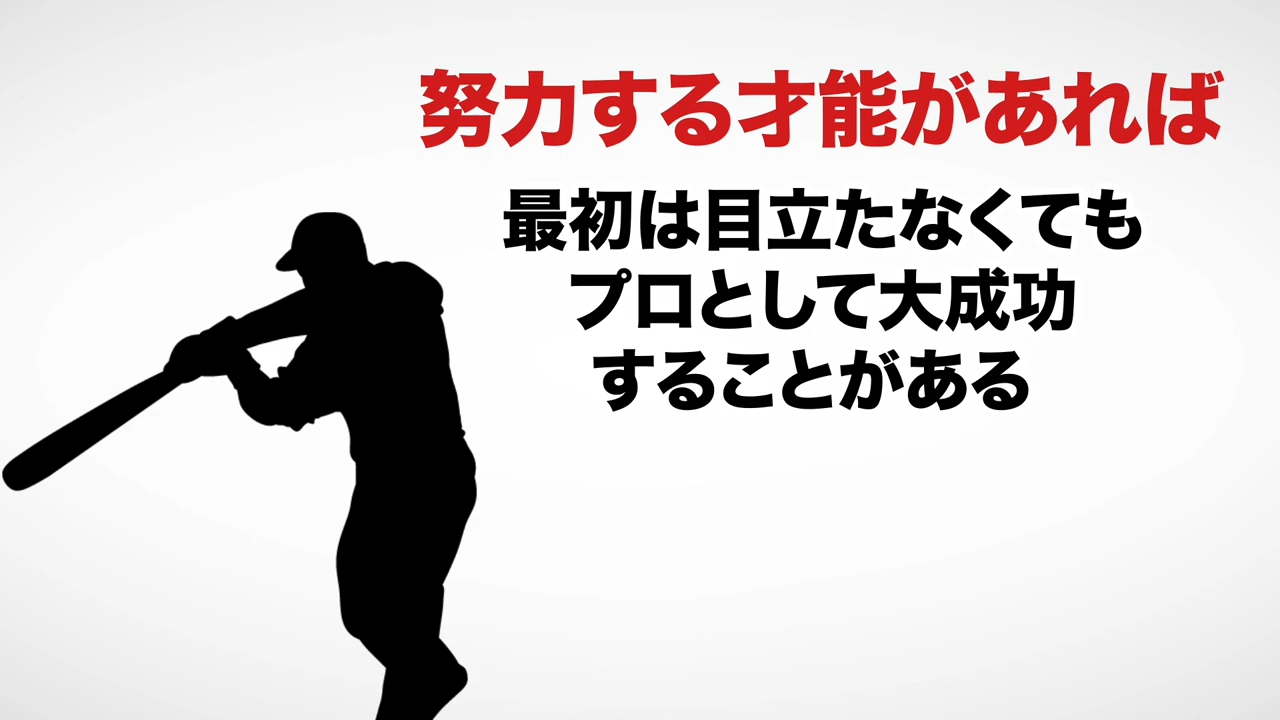 努力する才能があれば
最初は目立たなくても
プロとして大成功
することがある